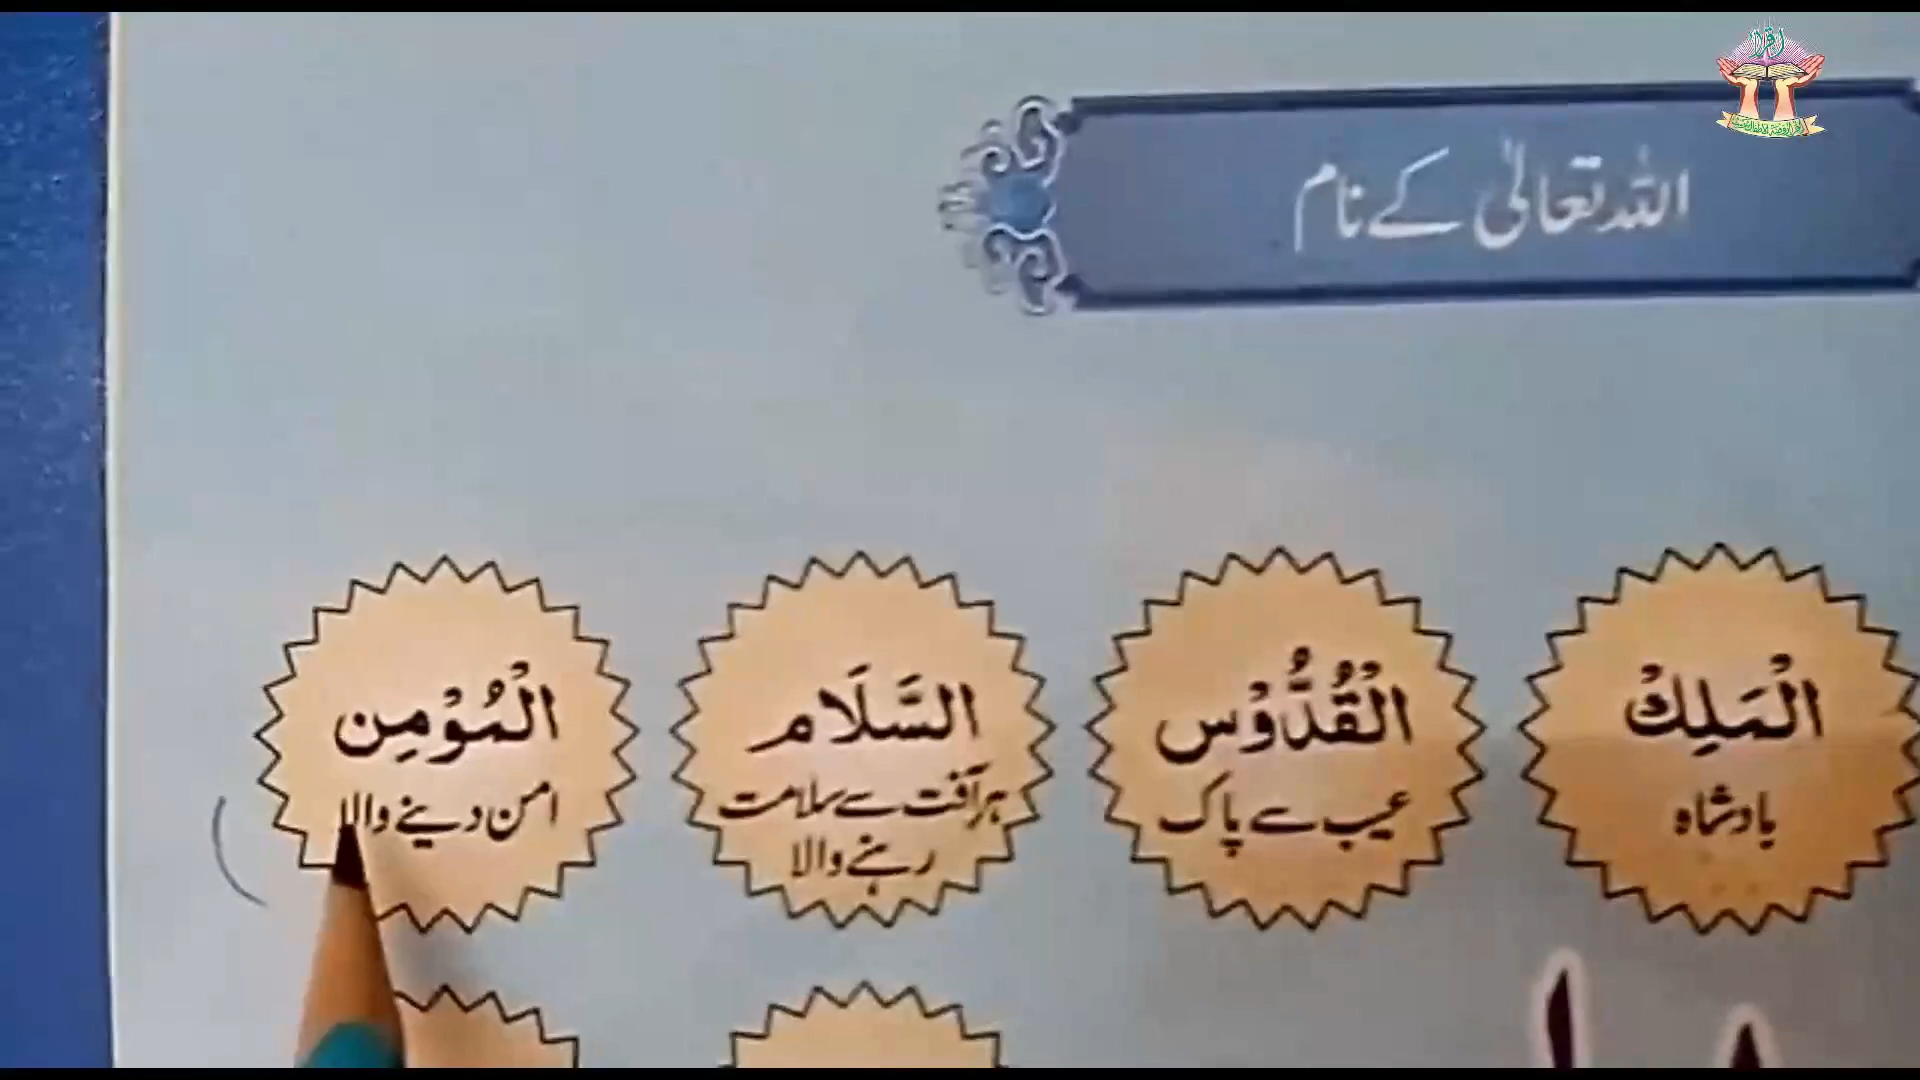 اقرأ
اللہ تعالیٰ کے نام
الْمَلِكْ
بادشاہ
الْقُدُّوْس
عیب سے پاک
السَّلَام
ہر آفت سے سلامت
رہنے والا
الْمُوْمِن
امن دینے والا